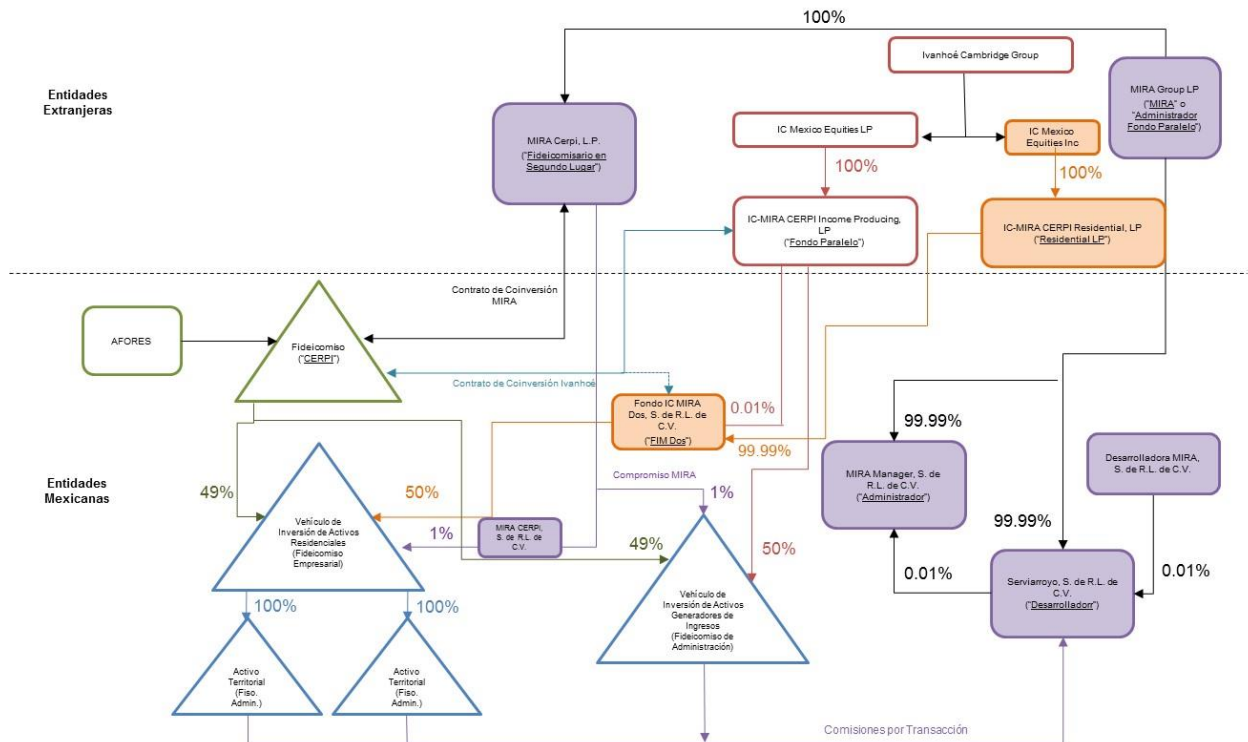 100%
Ivanhoé Cambridge Group
Entidades
Extranjeras
MIRA Group LP
("MIRA" o
"Administrador
Fondo Paralelo")
MIRA Cerpi, L.P.
("Fideicomisario en
Segundo Lugar")
IC Mexico Equities LP
IC Mexico
Equities Inc
100%
100%
IC-MIRA CERPI Income Producing,
LP
("Fondo Paralelo")
IC-MIRA CERPI Residential, LP
("Residential LP")
Contrato de Coinversión
MIRA
AFORES
Fideicomiso
("CERPI")
Contrato de Coinversión Ivanhoé
Fondo IC MIRA
Dos, S. de R.L. de
C.V.
("FIM Dos")
0.01%
99.99%
99.99%
MIRA Manager, S. de
R.L. de C.V.
("Administrador")
Desarrolladora MIRA,
S. de R.L. de C.V.
Entidades
Mexicanas
49%
50%
Compromiso MIRA
1%
Vehículo de
Inversión de Activos
Residenciales
(Fideicomiso
Empresarial)
1%
MIRA CERPI,
S. de R.L. de
C.V.
49%
50%
99.99%
0.01%
0.01%
Serviarroyo, S. de R.L. de
C.V.
("Desarrolladorr")
Vehículo de
Inversión de Activos
Generadores de
Ingresos
(Fideicomiso de
Administración)
100%
100%
Activo
Territorial
(Fiso.
Admin.)
Activo
Territorial
(Fiso.
Admin.)
Comisiones por Transacción